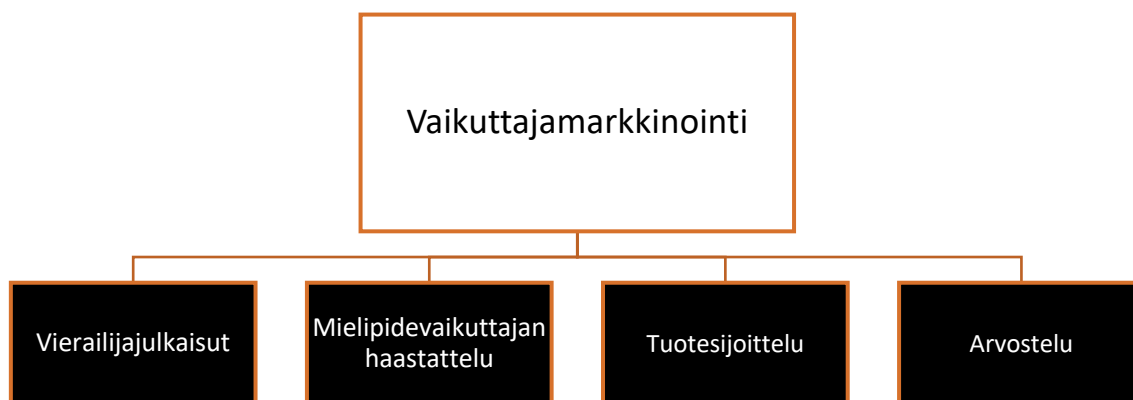 Vaikuttajamarkkinointi
Vierailijajulkaisut
Mielipidevaikuttajan
haastattelu
Tuotesijoittelu
Arvostelu